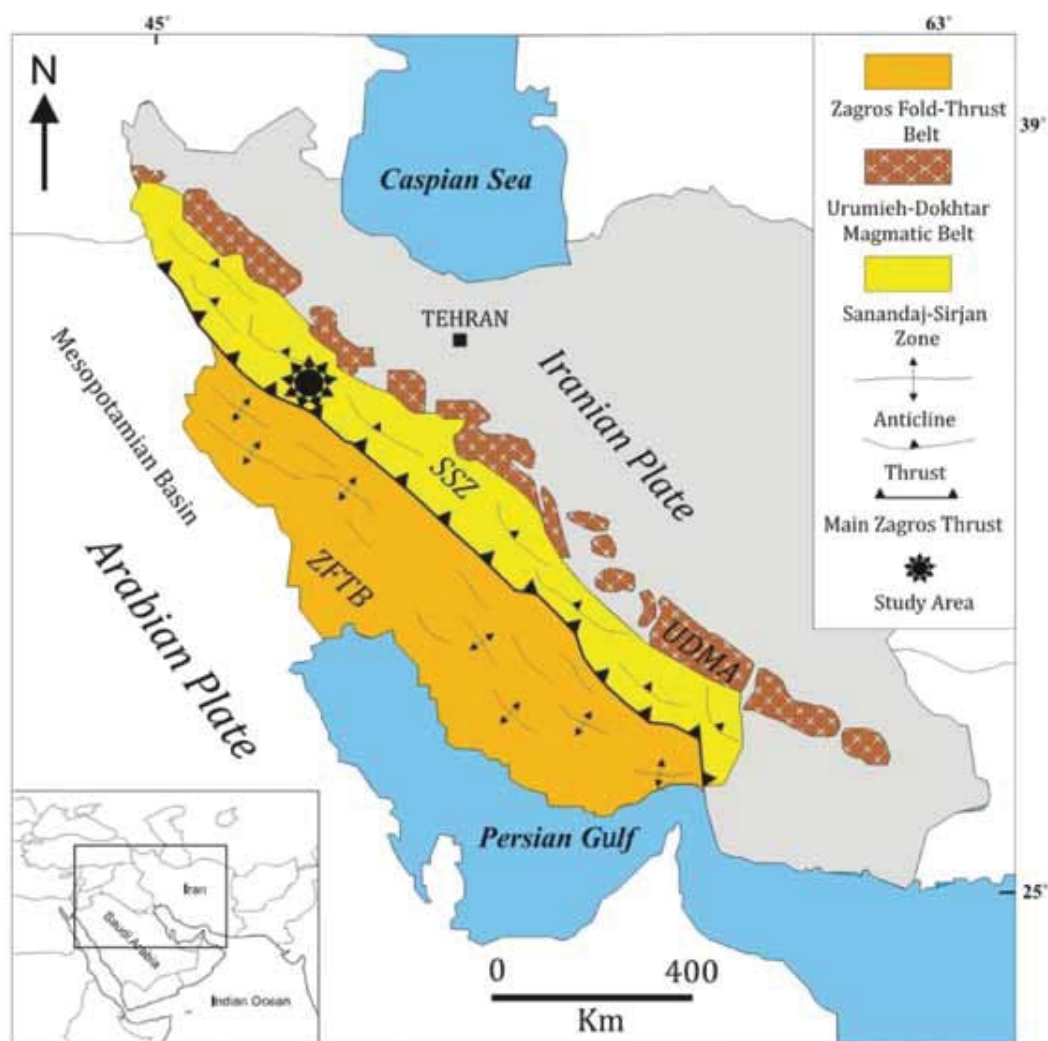 45°
63°
N
39°
Caspian Sea
TEHRAN
Iranian Plate
Mesopotamian Basin
SSZ
ZFTB
Arabian Plate
UDMA
Persian Gulf
25°
0 400
Km
Zagros Fold-Thrust
Belt
Urumieh-Dokhtar
Magmatic Belt
Sanandaj-Sirjan
Zone
Anticline
Thrust
Main Zagros Thrust
Study Area
Iran
Saudi Arabia
Indian Ocean